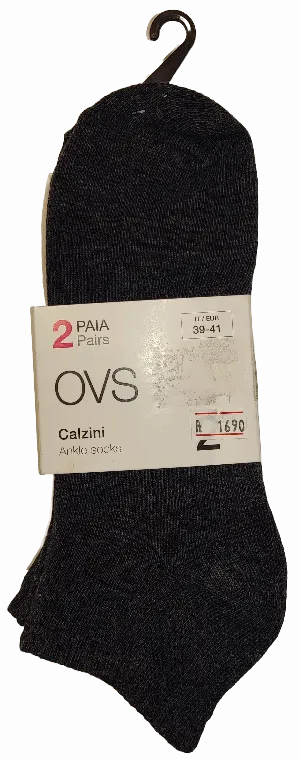 2 PAIA
Pairs
IT / EUR
39-41
OVS
Calzini
Ankle socks
R 1690